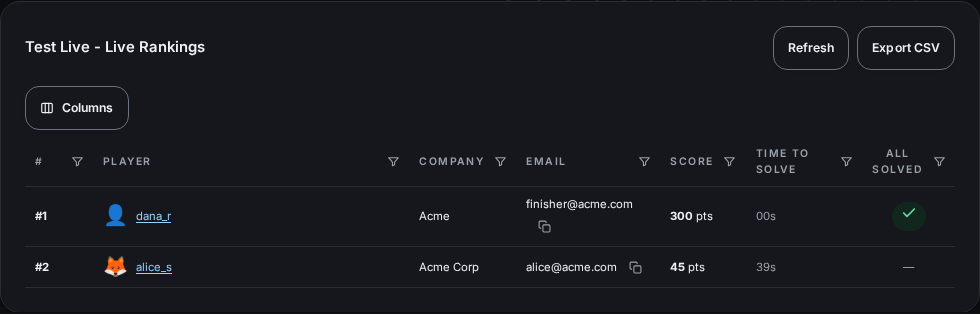 Test Live - Live Rankings
Refresh
Export CSV
Columns
# PLAYER COMPANY EMAIL SCORE TIME TO SOLVE ALL SOLVED
#1 dana_r Acme finisher@acme.com 300 pts 00s
#2 alice_s Acme Corp alice@acme.com 45 pts 39s —